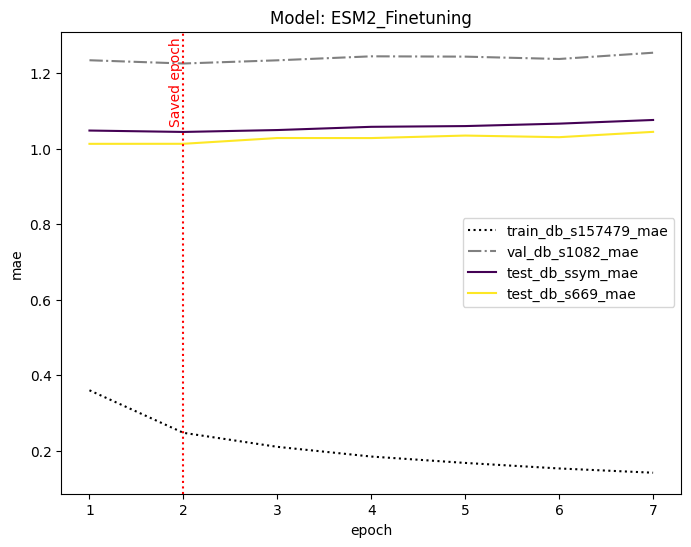 Model: ESM2_Finetuning
mae
1.2
1.0
0.8
0.6
0.4
0.2
Saved epoch
train_db_s157479_mae
val_db_s1082_mae
test_db_ssym_mae
test_db_s669_mae
1 2 3 4 5 6 7
epoch